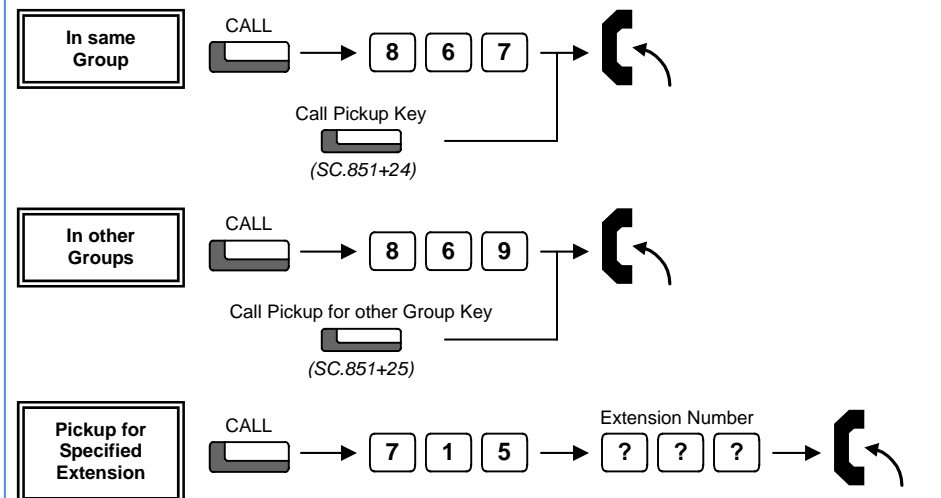 In same
Group
CALL
8 6 7
Call Pickup Key
(SC.851+24)
In other
Groups
CALL
8 6 9
Call Pickup for other Group Key
(SC.851+25)
Pickup for
Specified
Extension
CALL
7 1 5
Extension Number
? ? ?